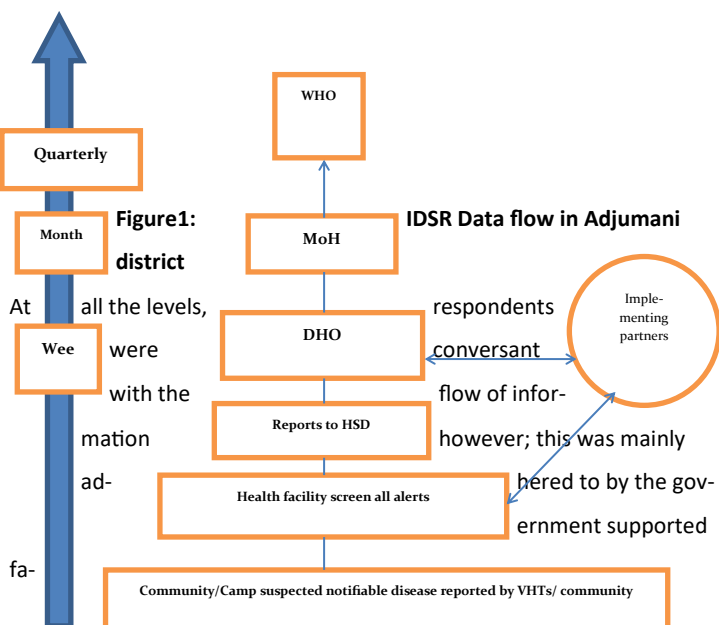 WHO
Quarterly
Figure1:
IDSR Data flow in Adjumani
district
Month
MoH
At all the levels,
respondents
Imple-
menting
partners
Wee
DHO
were
conversant
with the
flow of infor-
mation
Reports to HSD
however; this was mainly
ad-
Health facility screen all alerts
hered to by the gov-
ernment supported
fa-
Community/Camp suspected notifiable disease reported by VHTs/ community